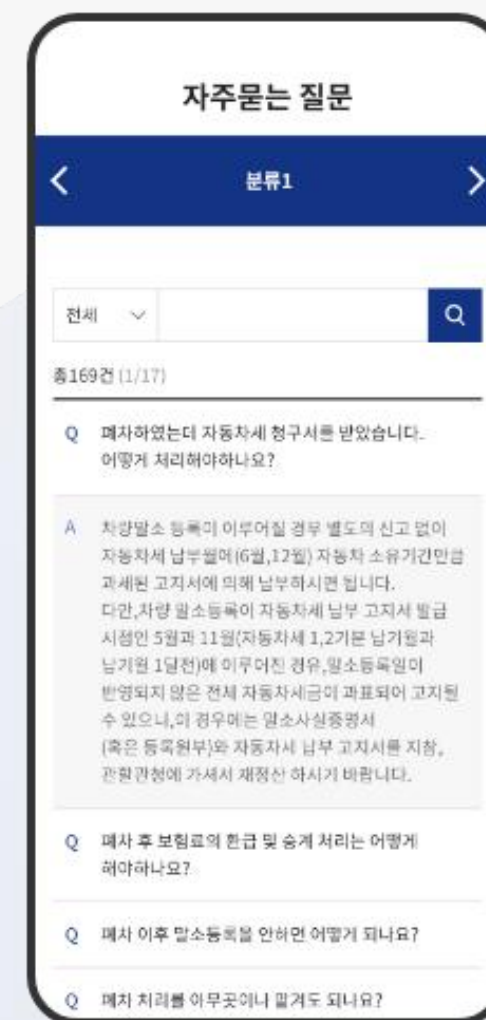 자주묻는 질문
분류1
전체
총169건 (1/17)
Q 폐차하였는데 자동차세 청구서를 받았습니다.
어떻게 처리해야하나요?
A 차량말소 등록이 이루어질 경우 별도의 신고 없이
자동차세 납부월에(6월,12월) 자동차 소유기간만큼
과세된 고지서에 의해 납부하시면 됩니다.
다만,차량 말소등록이 자동차세 납부 고지서 발급
시점인 5월과 11월(자동차세 1,2기분 납기월과
납기월 1달전)에 이루어진 경우,말소등록일이
반영되지 않은 전체 자동차세금이 과표되어 고지될
수 있으니,이 경우에는 말소사실증명서
(혹은 등록원부)와 자동차세 납부 고지서를 지참,
관할관청에 가셔서 재정산 하시기 바랍니다.
Q 폐차 후 보험료의 환급 및 승계 처리는 어떻게
해야하나요?
Q 폐차 이후 말소등록을 안하면 어떻게 되나요?
Q 폐차 처리를 아무곳이나 맡겨도 되나요?